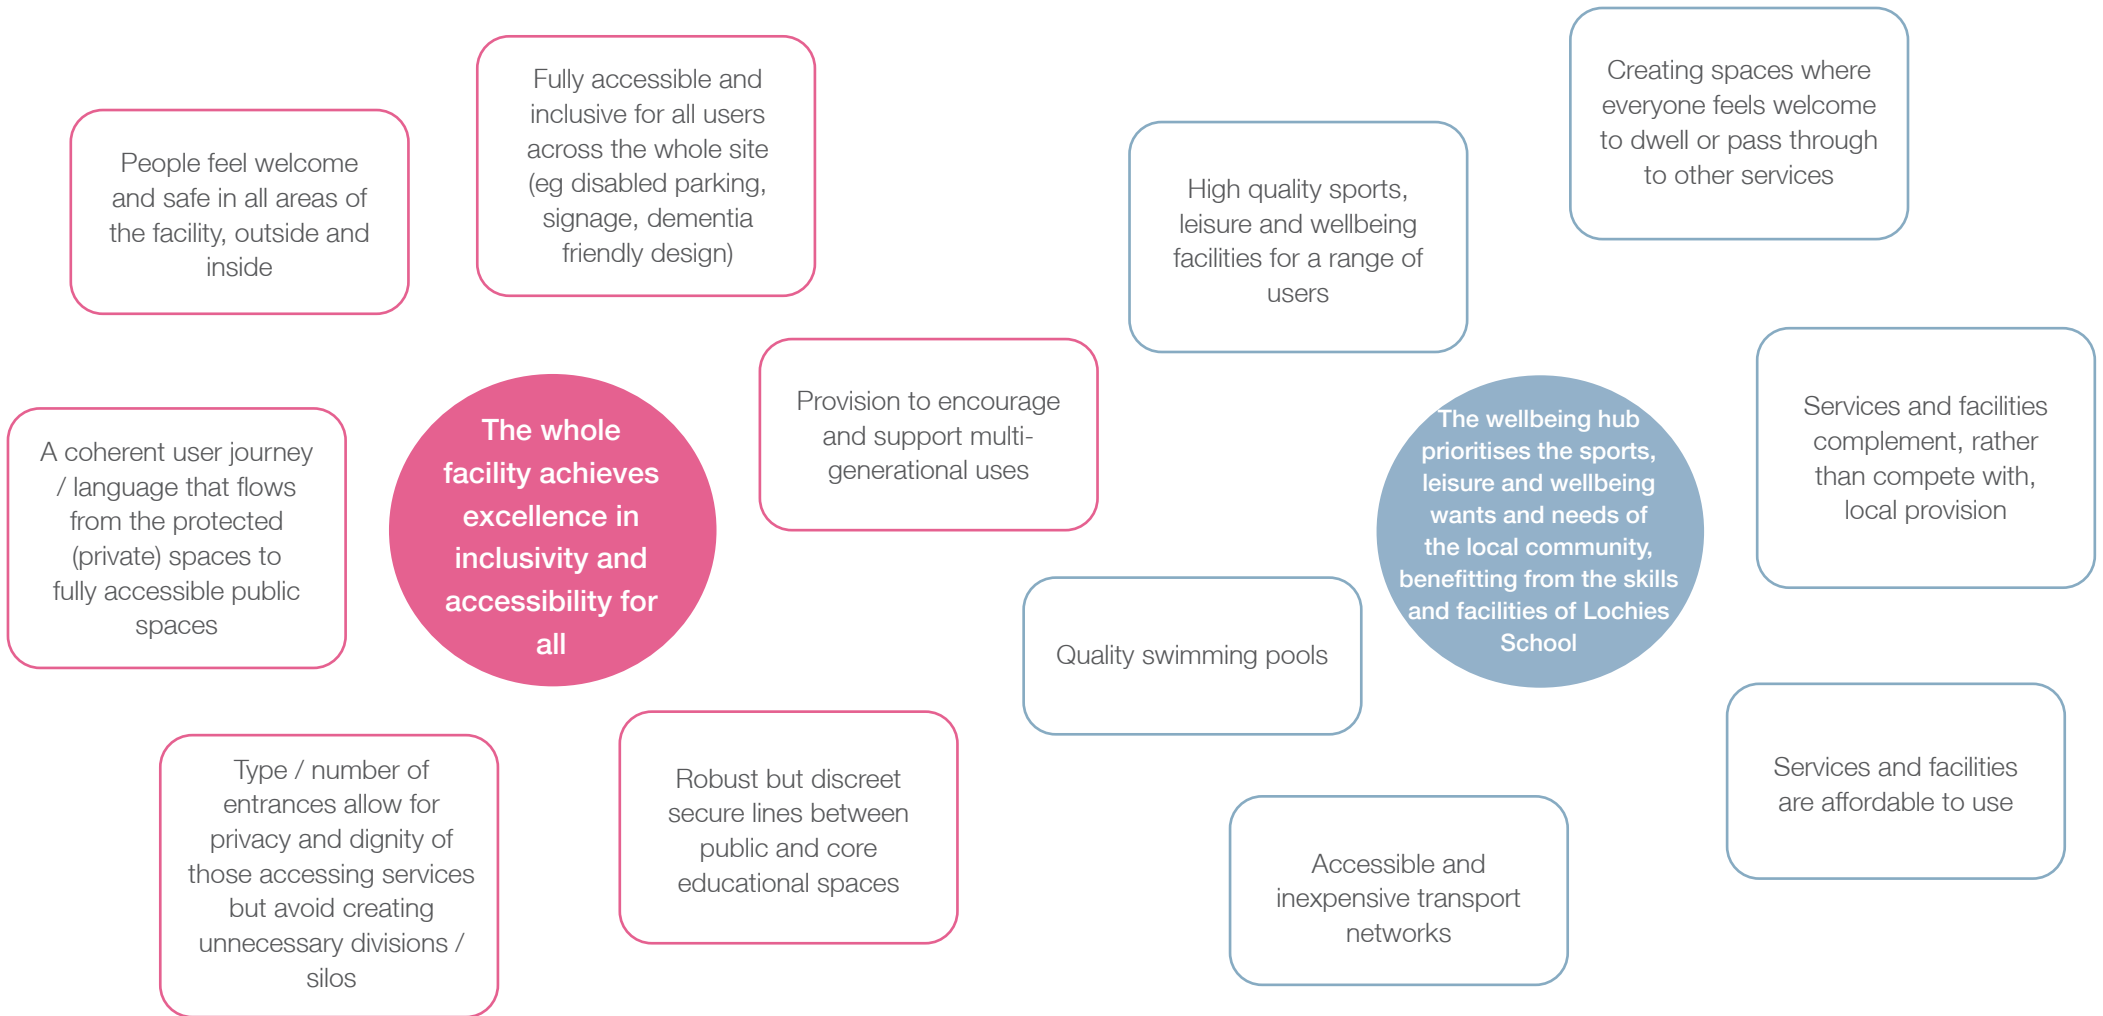 People feel welcome
and safe in all areas of
the facility, outside and
inside
Fully accessible and
inclusive for all users
across the whole site
(eg disabled parking,
signage, dementia
friendly design)
A coherent user journey
/ language that flows
from the protected
(private) spaces to
fully accessible public
spaces
The whole
facility achieves
excellence in
inclusivity and
accessibility for
all
Provision to encourage
and support multi-
generational uses
Type / number of
entrances allow for
privacy and dignity of
those accessing services
but avoid creating
unnecessary divisions /
silos
Robust but discreet
secure lines between
public and core
educational spaces
High quality sports,
leisure and wellbeing
facilities for a range of
users
Creating spaces where
everyone feels welcome
to dwell or pass through
to other services
The wellbeing hub
prioritises the sports,
leisure and wellbeing
wants and needs of
the local community,
benefitting from the skills
and facilities of Lochies
School
Services and facilities
complement, rather
than compete with,
local provision
Quality swimming pools
Accessible and
inexpensive transport
networks
Services and facilities
are affordable to use